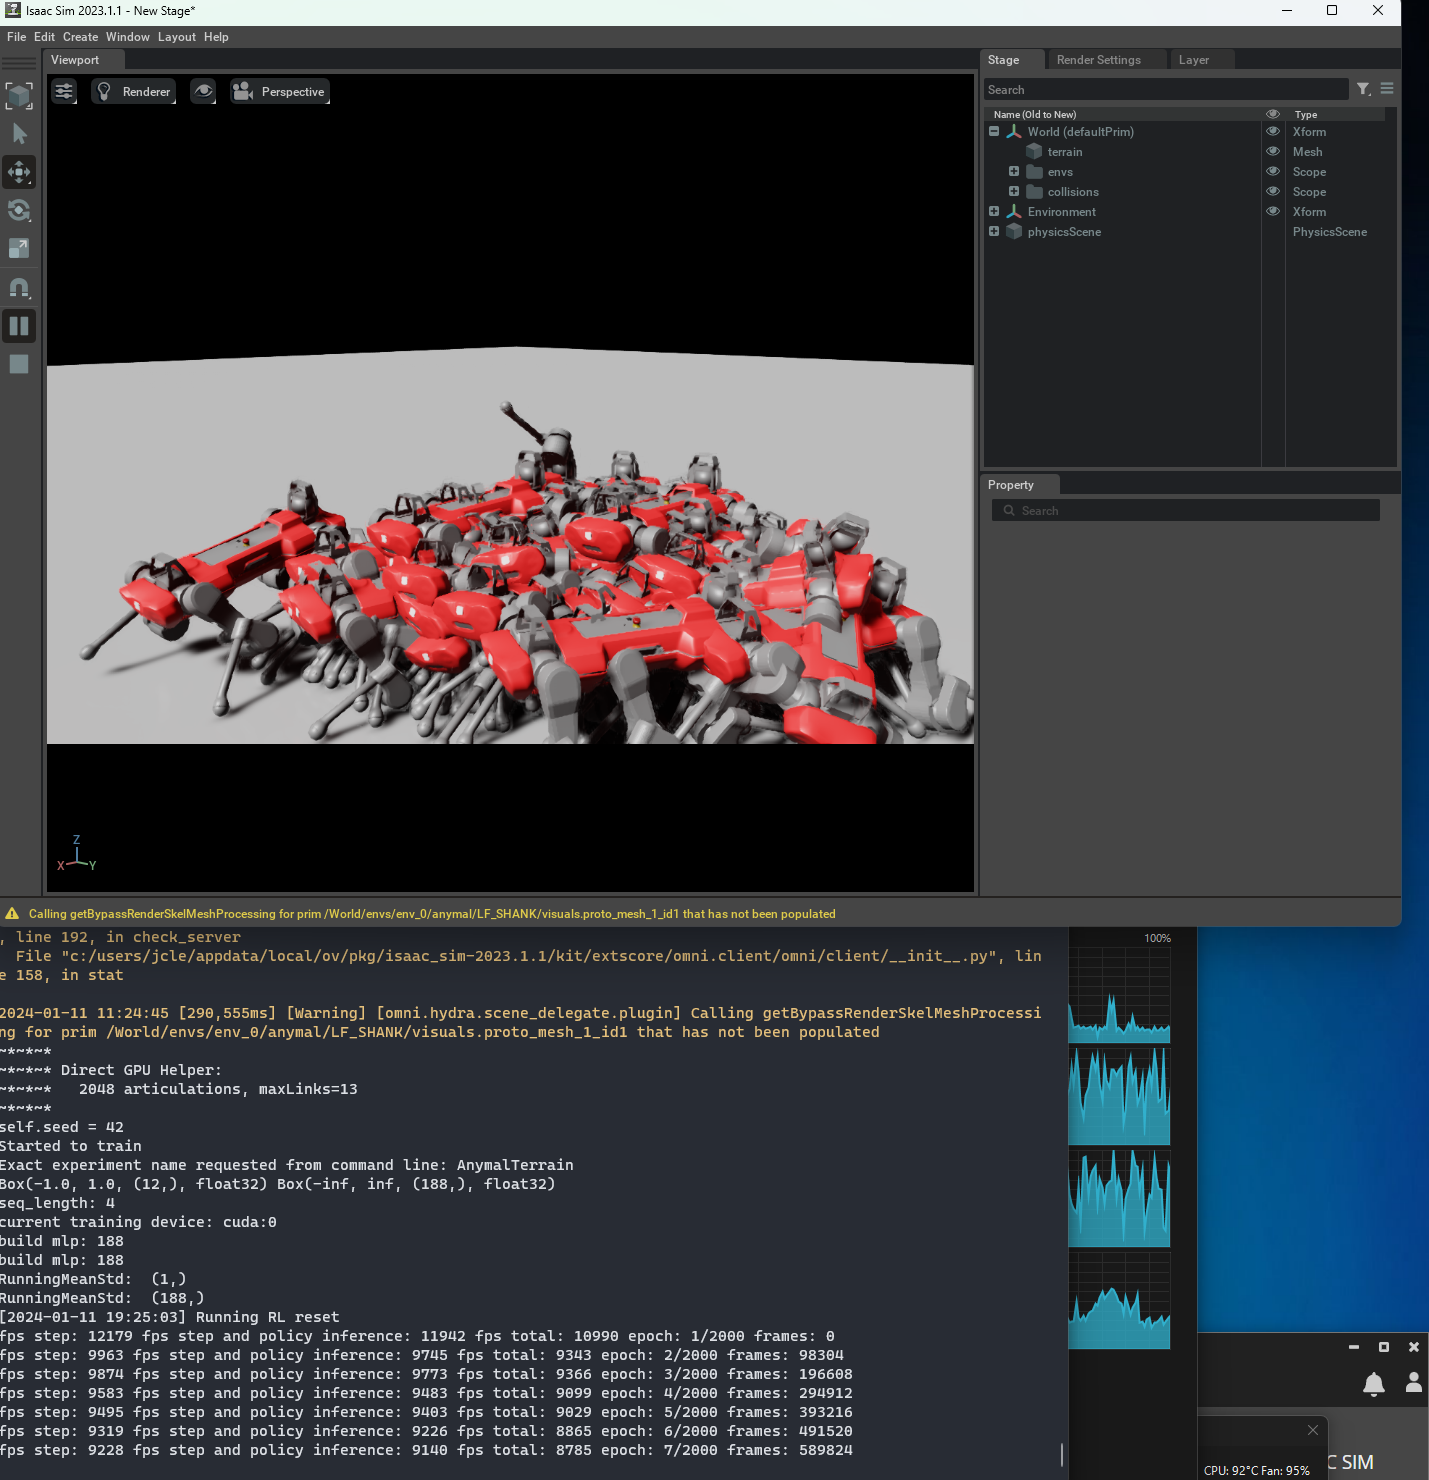 Isaac Sim 2023.1.1 - New Stage*
File Edit Create Window Layout Help
Viewport
Renderer
Perspective
Stage
Render Settings
Layer
Search
Name (Old to New)
Type
World (defaultPrim)
Xform
terrain
Mesh
envs
Scope
collisions
Scope
Environment
Xform
physicsScene
PhysicsScene
Property
Search
Z
X
Y
Calling getBypassRenderSkelMeshProcessing for prim /World/envs/env_0/anymal/LF_SHANK/visuals.proto_mesh_1_id1 that has not been populated
, line 192, in check_server
File "c:/users/jcle/appdata/local/ov/pkg/isaac_sim-2023.1.1/kit/extscore/omni.client/omni/client/__init__.py", lin
e 158, in stat
2024-01-11 11:24:45 [290,555ms] [Warning] [omni.hydra.scene_delegate.plugin] Calling getBypassRenderSkelMeshProcessi
ng for prim /World/envs/env_0/anymal/LF_SHANK/visuals.proto_mesh_1_id1 that has not been populated
~*~*~*
~*~*~* Direct GPU Helper:
~*~*~*   2048 articulations, maxLinks=13
~*~*~*
self.seed = 42
Started to train
Exact experiment name requested from command line: AnymalTerrain
Box(-1.0, 1.0, (12,), float32) Box(-inf, inf, (188,), float32)
seq_length: 4
current training device: cuda:0
build mlp: 188
build mlp: 188
RunningMeanStd:  (1,)
RunningMeanStd:  (188,)
[2024-01-11 19:25:03] Running RL reset
fps step: 12179 fps step and policy inference: 11942 fps total: 10990 epoch: 1/2000 frames: 0
fps step: 9963 fps step and policy inference: 9745 fps total: 9343 epoch: 2/2000 frames: 98304
fps step: 9874 fps step and policy inference: 9773 fps total: 9366 epoch: 3/2000 frames: 196608
fps step: 9583 fps step and policy inference: 9483 fps total: 9099 epoch: 4/2000 frames: 294912
fps step: 9495 fps step and policy inference: 9403 fps total: 9029 epoch: 5/2000 frames: 393216
fps step: 9319 fps step and policy inference: 9226 fps total: 8865 epoch: 6/2000 frames: 491520
fps step: 9228 fps step and policy inference: 9140 fps total: 8785 epoch: 7/2000 frames: 589824
100%
CPU: 92°C Fan: 95%
C SIM